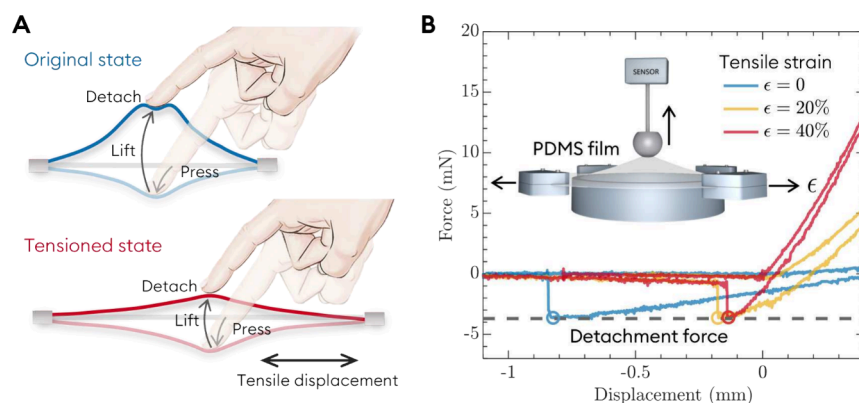 A
Original state
Detach
Lift
Press
Tensioned state
Detach
Lift
Press
Tensile displacement
B
20
15
10
5
0
-5
-1
-0.5
0
Force (mN)
Displacement (mm)
SENSOR
PDMS film
ϵ
Tensile strain
ϵ = 0
ϵ = 20%
ϵ = 40%
Detachment force